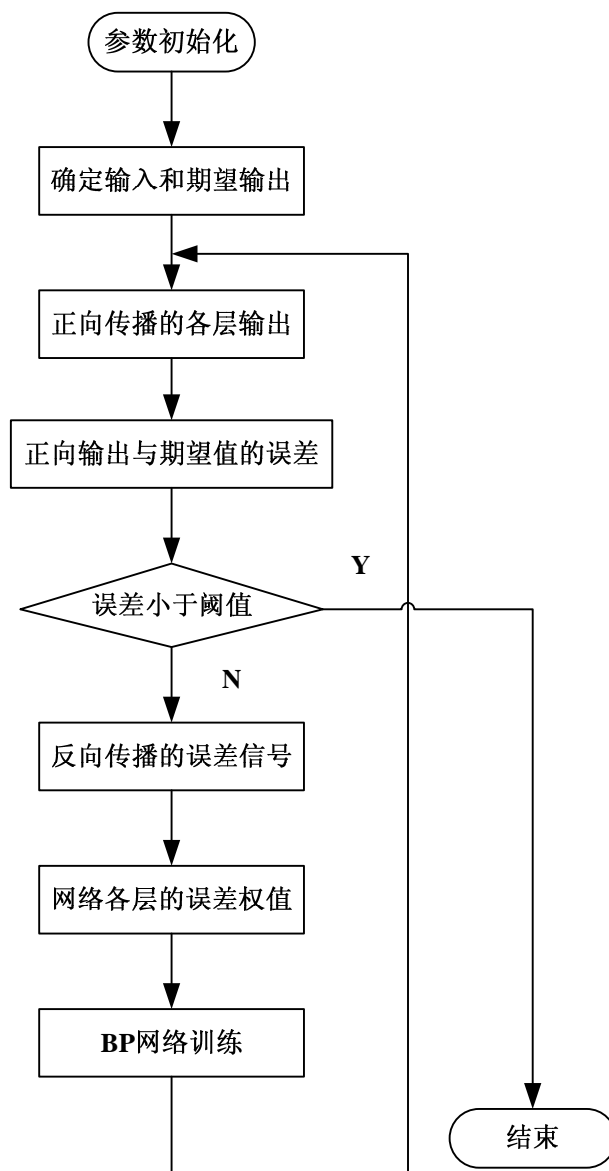 参数初始化
确定输入和期望输出
正向传播的各层输出
正向输出与期望值的误差
误差小于阈值
Y
N
反向传播的误差信号
网络各层的误差权值
BP网络训练
结束